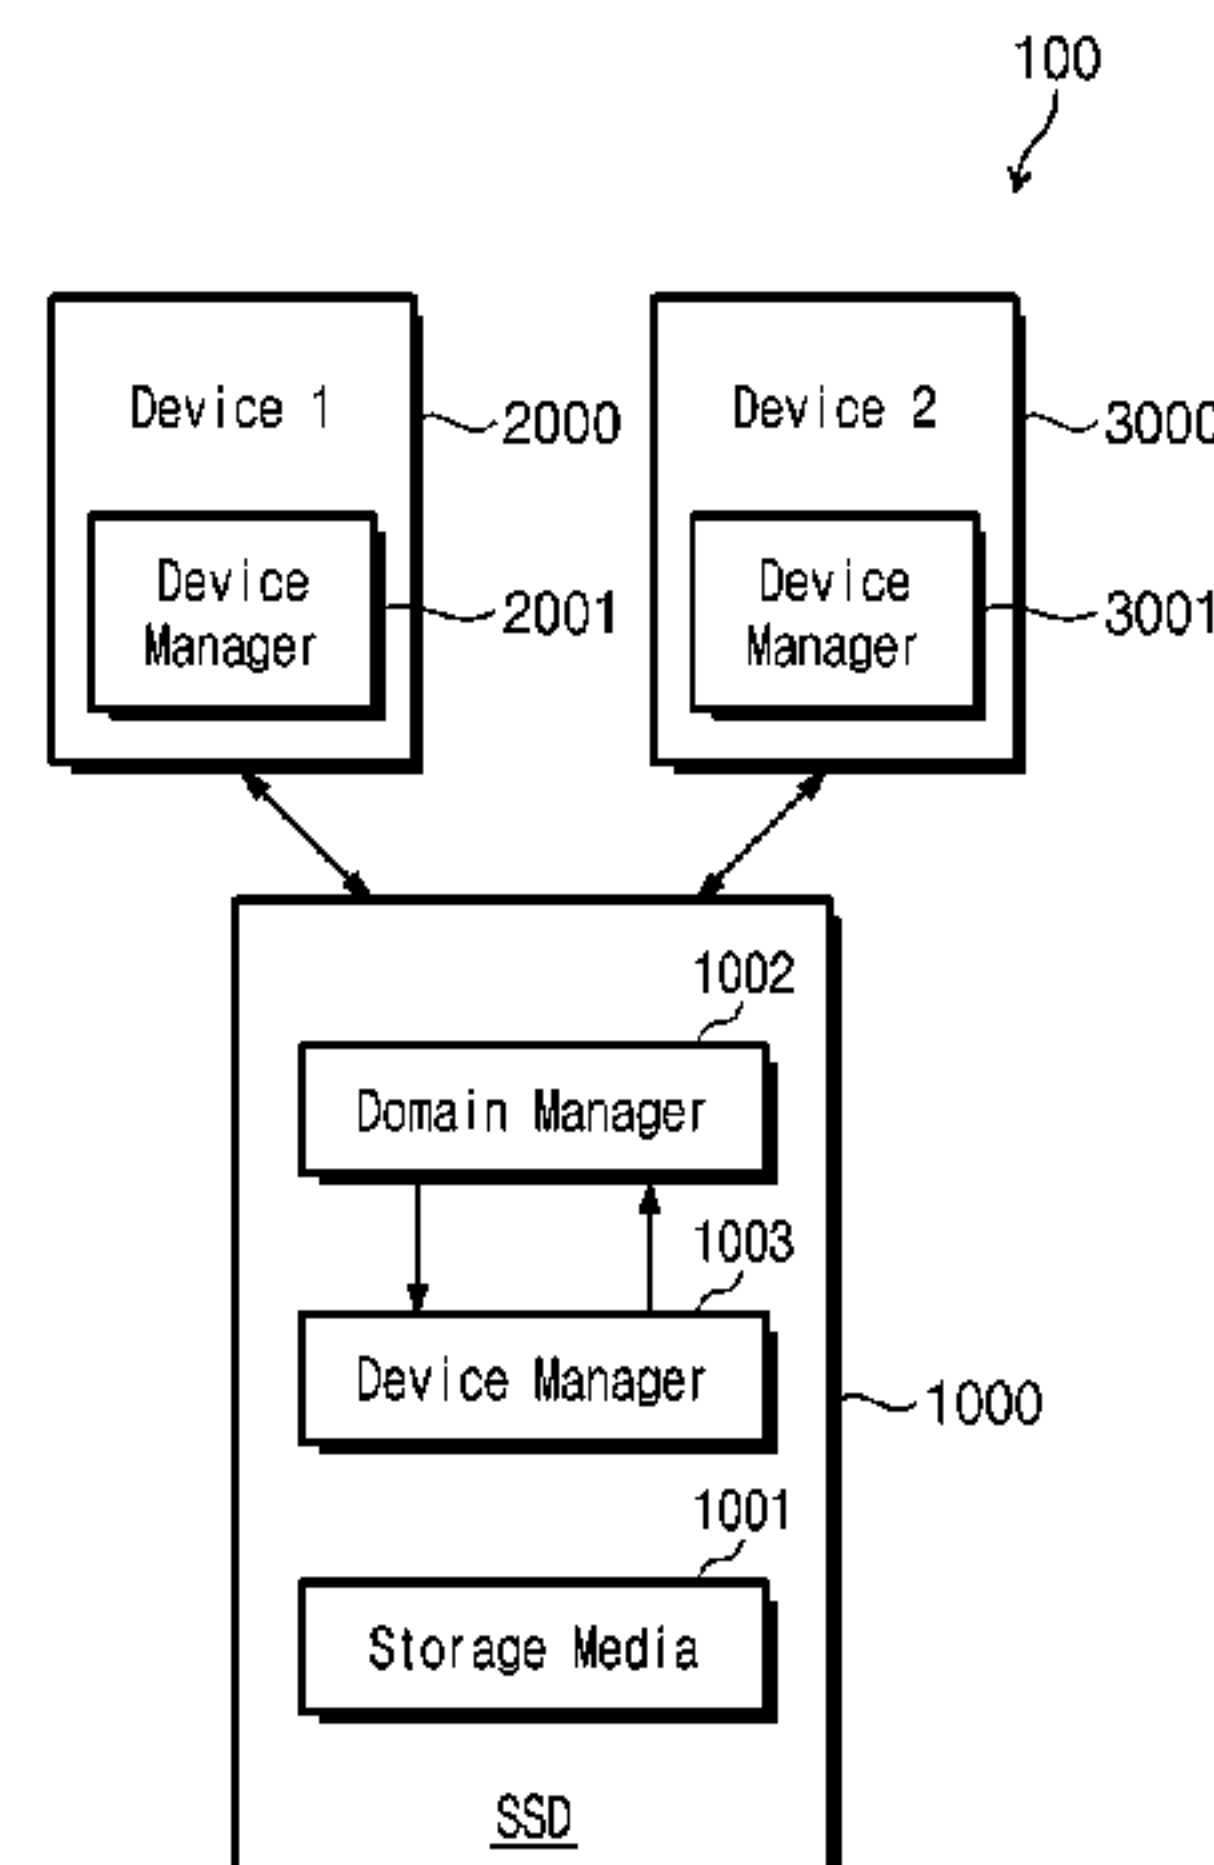 100
Device 1
2000
Device 2
3000
Device
Manager
2001
Device
Manager
3001
1002
Domain Manager
1003
Device Manager
1000
1001
Storage Media
SSD